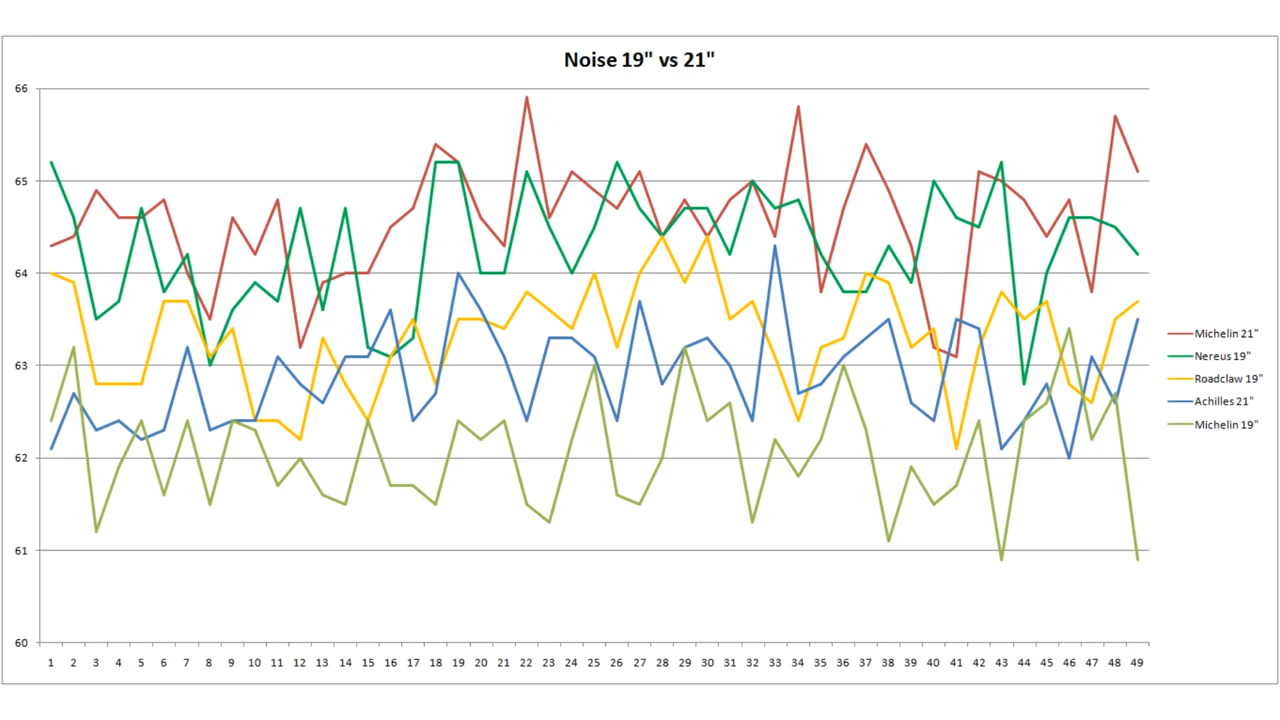 Noise 19" vs 21"
66
65
64
63
62
61
60
1 2 3 4 5 6 7 8 9 10 11 12 13 14 15 16 17 18 19 20 21 22 23 24 25 26 27 28 29 30 31 32 33 34 35 36 37 38 39 40 41 42 43 44 45 46 47 48 49
Michelin 21"
Nereus 19"
Roadclaw 19"
Achilles 21"
Michelin 19"